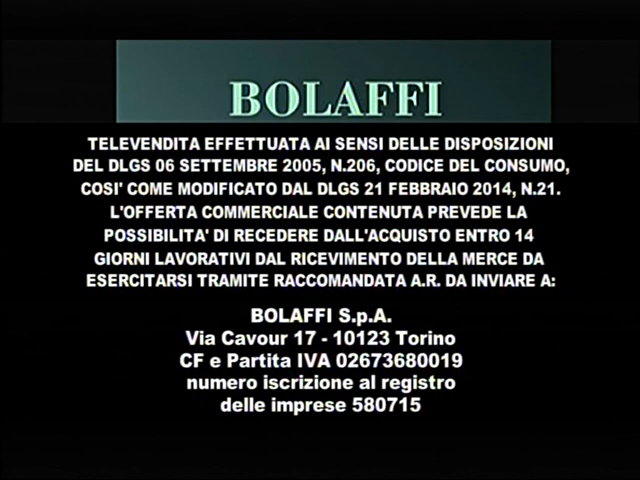 BOLAFFI
TELEVENDITA EFFETTUATA AI SENSI DELLE DISPOSIZIONI
DEL DLGS 06 SETTEMBRE 2005, N.206, CODICE DEL CONSUMO,
COSI' COME MODIFICATO DAL DLGS 21 FEBBRAIO 2014, N.21.
L'OFFERTA COMMERCIALE CONTENUTA PREVEDE LA
POSSIBILITA' DI RECEDERE DALL'ACQUISTO ENTRO 14
GIORNI LAVORATIVI DAL RICEVIMENTO DELLA MERCE DA
ESERCITARSI TRAMITE RACCOMANDATA A.R. DA INVIARE A:
BOLAFFI S.p.A.
Via Cavour 17 - 10123 Torino
CF e Partita IVA 02673680019
numero iscrizione al registro
delle imprese 580715